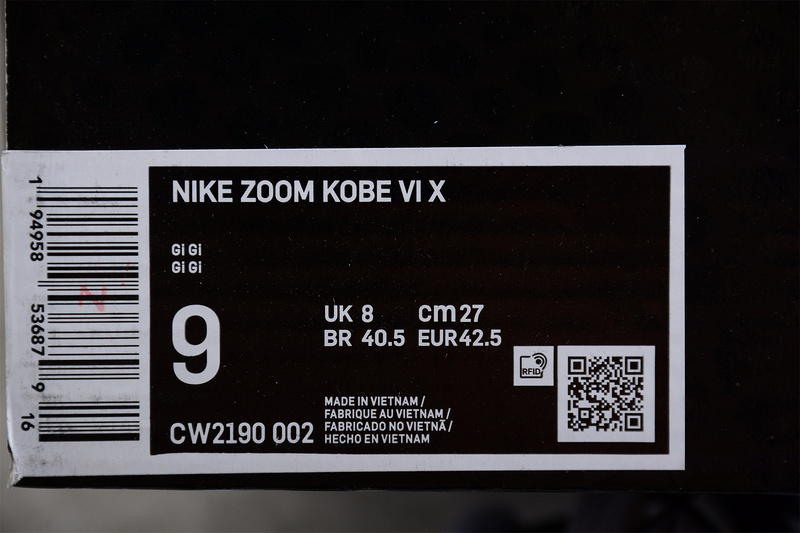 NIKE ZOOM KOBE VI X
Gi Gi
Gi Gi
9
UK 8 cm 27
BR 40.5 EUR 42.5
RFID
MADE IN VIETNAM /
FABRIQUE AU VIETNAM /
FABRICADO NO VIETNÃ /
HECHO EN VIETNAM
CW2190 002
1 94958 53687 9 16